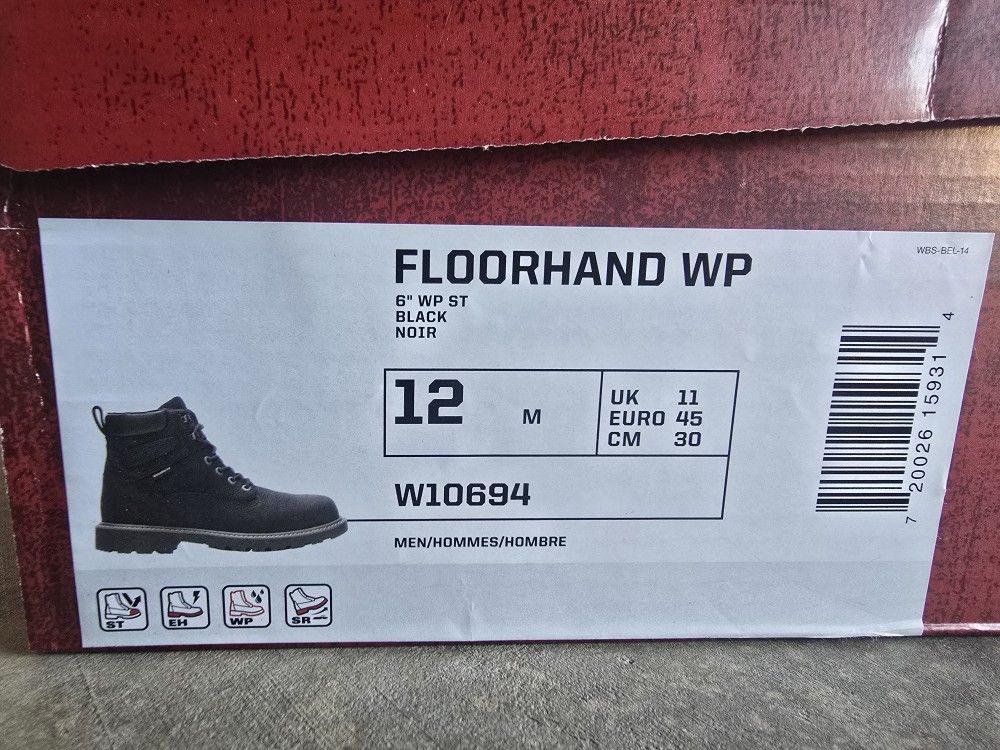 WBS-BEL-14
FLOORHAND WP
6" WP ST
BLACK
NOIR
12 M
UK 11
EURO 45
CM 30
W10694
MEN/HOMMES/HOMBRE
7 20026 15931 4
ST EH WP SR